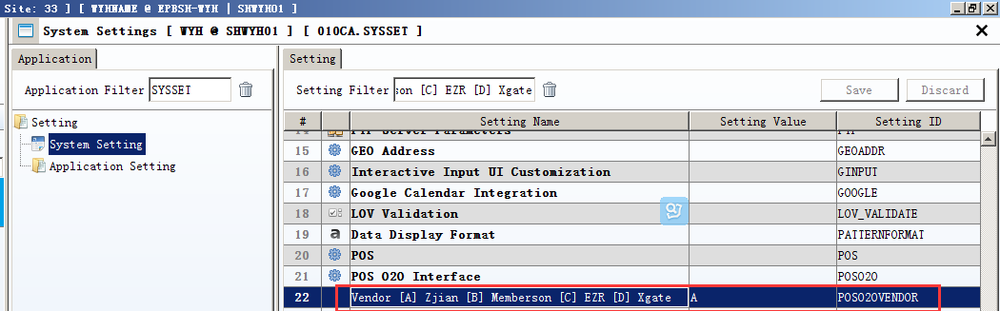 Site: 33 ] [ WYHNAME @ EPBSH-WYH | SHWYH01 ]
System Settings [ WYH @ SHWYH01 ] [ 010CA.SYSSET ]
Application
Application Filter SYSSET
Setting
System Setting
Application Setting
Setting
Setting Filter son [C] EZR [D] Xgate
Save
Discard
# Setting Name Setting Value Setting ID
15 GEO Address GEOADDR
16 Interactive Input UI Customization GINPUT
17 Google Calendar Integration GOOGLE
18 LOV Validation LOV_VALIDATE
19 a Data Display Format PATTERNFORMAT
20 POS POS
21 POS O2O Interface POSO2O
22 Vendor [A] Zjian [B] Memberson [C] EZR [D] Xgate A POSO2OVENDOR